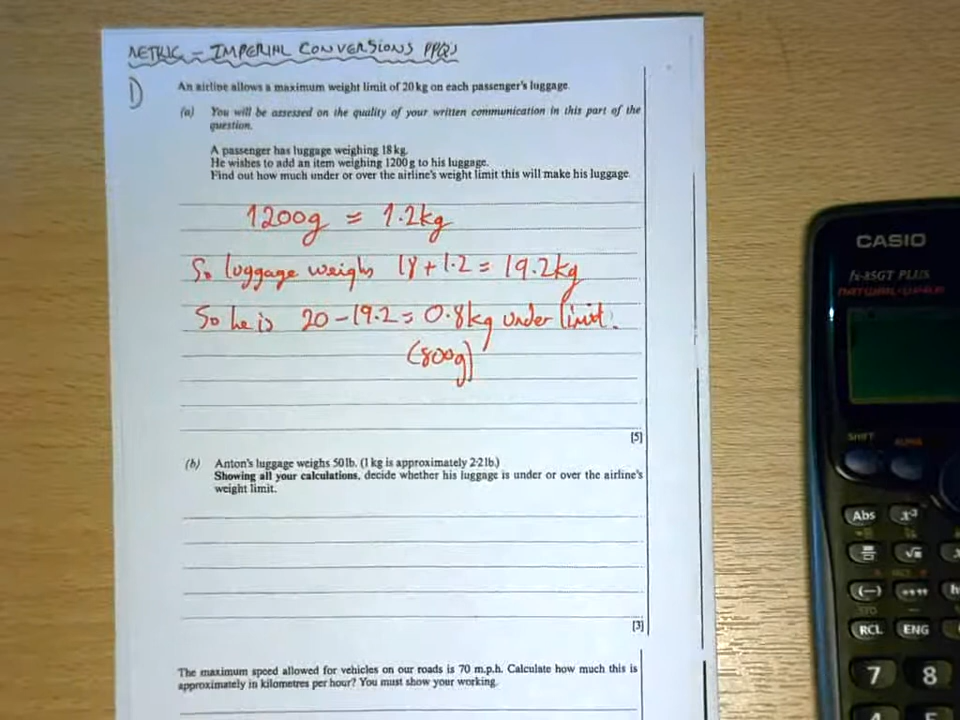 METRIC - IMPERIAL CONVERSIONS PPQ's
1) An airline allows a maximum weight limit of 20 kg on each passenger's luggage.
(a) You will be assessed on the quality of your written communication in this part of the
question.
A passenger has luggage weighing 18 kg.
He wishes to add an item weighing 1200 g to his luggage.
Find out how much under or over the airline's weight limit this will make his luggage.
1200g = 1.2kg
So luggage weighs 18 + 1.2 = 19.2kg
So he is 20 - 19.2 = 0.8kg under limit.
(800g)
[5]
(b) Anton's luggage weighs 50 lb. (1 kg is approximately 2·2 lb.)
Showing all your calculations, decide whether his luggage is under or over the airline's
weight limit.
[3]
The maximum speed allowed for vehicles on our roads is 70 m.p.h. Calculate how much this is
approximately in kilometres per hour? You must show your working.
CASIO
fx-85GT PLUS
SHIFT ALPHA
Abs x³
(−)
RCL ENG
7 8